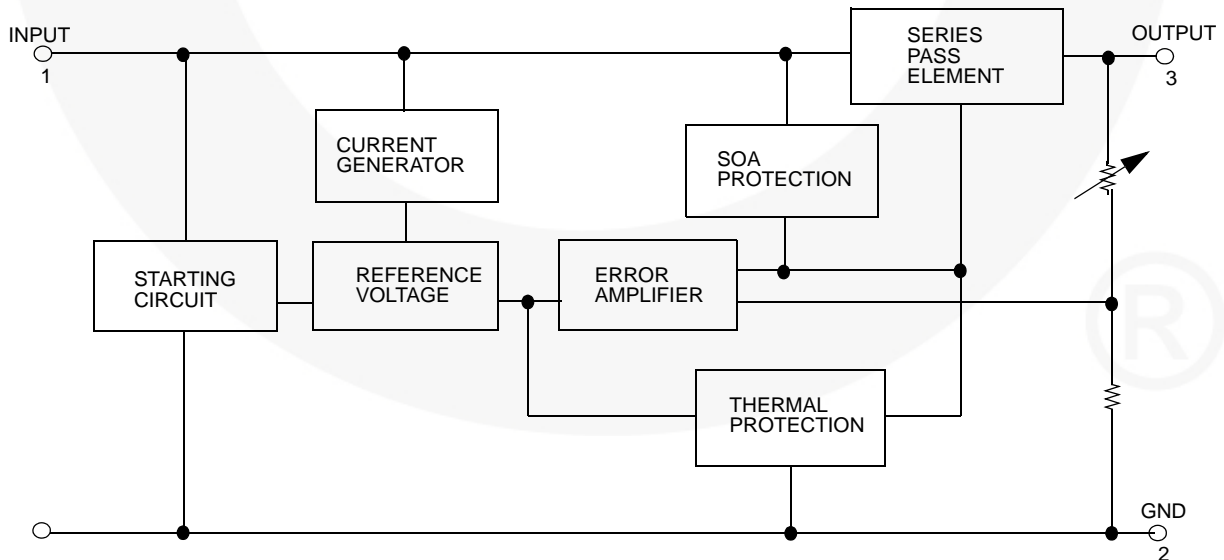 INPUT
1
SERIES
PASS
ELEMENT
OUTPUT
3
CURRENT
GENERATOR
SOA
PROTECTION
STARTING
CIRCUIT
REFERENCE
VOLTAGE
ERROR
AMPLIFIER
THERMAL
PROTECTION
GND
2
®